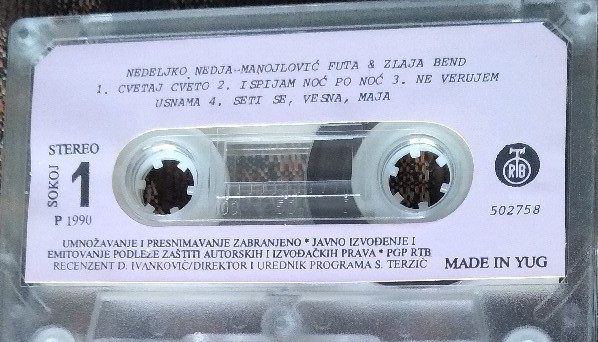 NEDELJKO NEDJA-MANOJLOVIĆ FUTA & ZLAJA BEND
1. CVETAJ CVETO 2. ISPIJAM NOĆ PO NOĆ 3. NE VERUJEM
USNAMA 4. SETI SE, VESNA, MAJA
STEREO
SOKOJ
1
P 1990
RTB
502758
UMNOŽAVANJE I PRESNIMAVANJE ZABRANJENO * JAVNO IZVOĐENJE I
EMITOVANJE PODLEŽE ZAŠTITI AUTORSKIH I IZVOĐAČKIH PRAVA * PGP RTB
RECENZENT D. IVANKOVIĆ/DIREKTOR I UREDNIK PROGRAMA S. TERZIĆ
MADE IN YUG